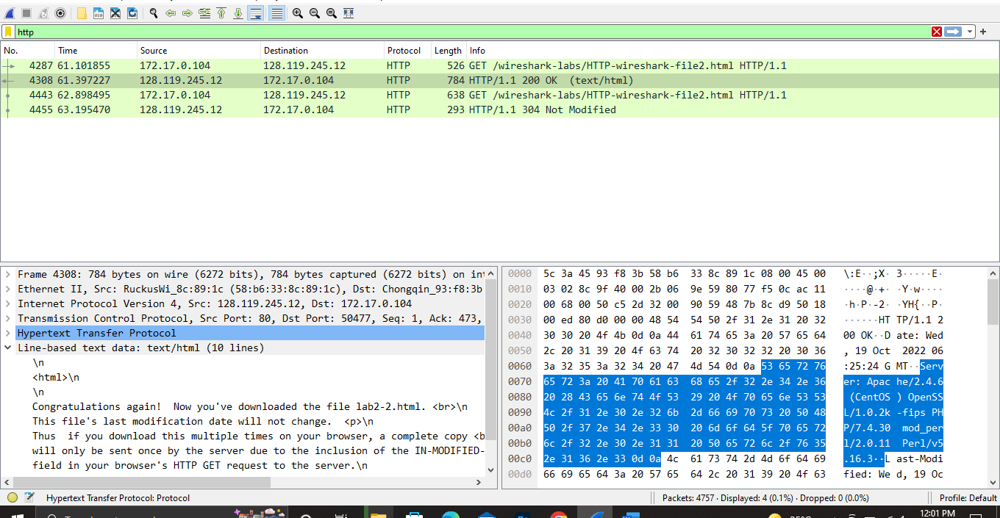 http
No. Time Source Destination Protocol Length Info
4287 61.101855 172.17.0.104 128.119.245.12 HTTP 526 GET /wireshark-labs/HTTP-wireshark-file2.html HTTP/1.1
4308 61.397227 128.119.245.12 172.17.0.104 HTTP 784 HTTP/1.1 200 OK (text/html)
4443 62.898495 172.17.0.104 128.119.245.12 HTTP 638 GET /wireshark-labs/HTTP-wireshark-file2.html HTTP/1.1
4455 63.195470 128.119.245.12 172.17.0.104 HTTP 293 HTTP/1.1 304 Not Modified
Frame 4308: 784 bytes on wire (6272 bits), 784 bytes captured (6272 bits) on int
Ethernet II, Src: RuckusWi_8c:89:1c (58:b6:33:8c:89:1c), Dst: Chongqin_93:f8:3b
Internet Protocol Version 4, Src: 128.119.245.12, Dst: 172.17.0.104
Transmission Control Protocol, Src Port: 80, Dst Port: 50477, Seq: 1, Ack: 473,
Hypertext Transfer Protocol
Line-based text data: text/html (10 lines)
\n
<html>\n
\n
Congratulations again!  Now you've downloaded the file lab2-2.html. <br>\n
This file's last modification date will not change.  <p>\n
Thus  if you download this multiple times on your browser, a complete copy <b
will only be sent once by the server due to the inclusion of the IN-MODIFIED-
field in your browser's HTTP GET request to the server.\n
0000 5c 3a 45 93 f8 3b 58 b6 33 8c 89 1c 08 00 45 00 \:E··;X· 3·····E·
0010 03 02 8c 9f 40 00 2b 06 9e 59 80 77 f5 0c ac 11 ····@·+· ·Y·w····
0020 00 68 00 50 c5 2d 32 00 90 59 48 7b 8c d9 50 18 ·h·P·-2· ·YH{··P·
0030 00 ed 80 d0 00 00 48 54 54 50 2f 31 2e 31 20 32 ······HT TP/1.1 2
0040 30 30 20 4f 4b 0d 0a 44 61 74 65 3a 20 57 65 64 00 OK··D ate: Wed
0050 2c 20 31 39 20 4f 63 74 20 32 30 32 32 20 30 36 , 19 Oct 2022 06
0060 3a 32 35 3a 32 34 20 47 4d 54 0d 0a 53 65 72 76 :25:24 G MT··Serv
0070 65 72 3a 20 41 70 61 63 68 65 2f 32 2e 34 2e 36 er: Apac he/2.4.6
0080 20 28 43 65 6e 74 4f 53 29 20 4f 70 65 6e 53 53 (CentOS ) OpenSS
0090 4c 2f 31 2e 30 2e 32 6b 2d 66 69 70 73 20 50 48 L/1.0.2k -fips PH
00a0 50 2f 37 2e 34 2e 33 30 20 6d 6f 64 5f 70 65 72 P/7.4.30 mod_per
00b0 6c 2f 32 2e 30 2e 31 31 20 50 65 72 6c 2f 76 35 l/2.0.11 Perl/v5
00c0 2e 31 36 2e 33 0d 0a 4c 61 73 74 2d 4d 6f 64 69 .16.3··L ast-Modi
00d0 66 69 65 64 3a 20 57 65 64 2c 20 31 39 20 4f 63 fied: We d, 19 Oc
Hypertext Transfer Protocol: Protocol
Packets: 4757 · Displayed: 4 (0.1%) · Dropped: 0 (0.0%)
Profile: Default
12:01 PM